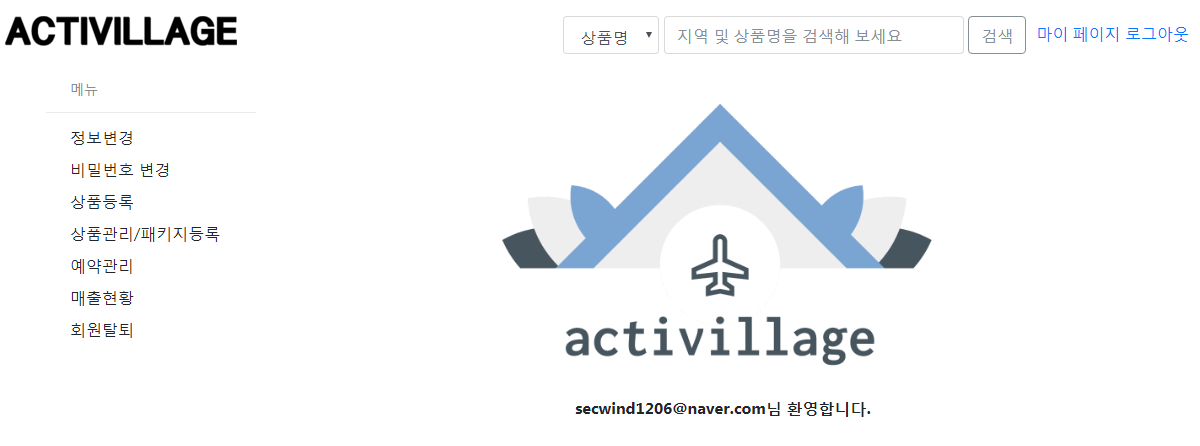 ACTIVILLAGE
상품명 지역 및 상품명을 검색해 보세요 검색 마이 페이지 로그아웃
메뉴
정보변경
비밀번호 변경
상품등록
상품관리/패키지등록
예약관리
매출현황
회원탈퇴
activillage
secwind1206@naver.com님 환영합니다.